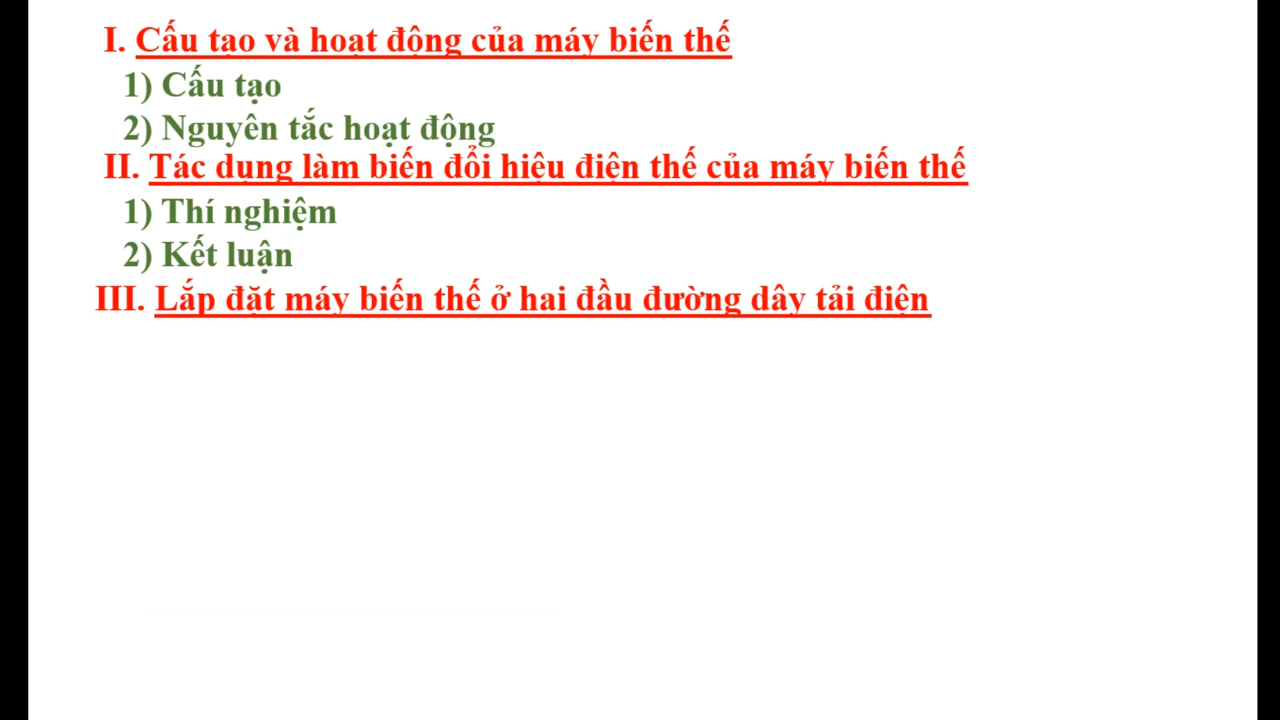 I. Cấu tạo và hoạt động của máy biến thế
1) Cấu tạo
2) Nguyên tắc hoạt động
II. Tác dụng làm biến đổi hiệu điện thế của máy biến thế
1) Thí nghiệm
2) Kết luận
III. Lắp đặt máy biến thế ở hai đầu đường dây tải điện